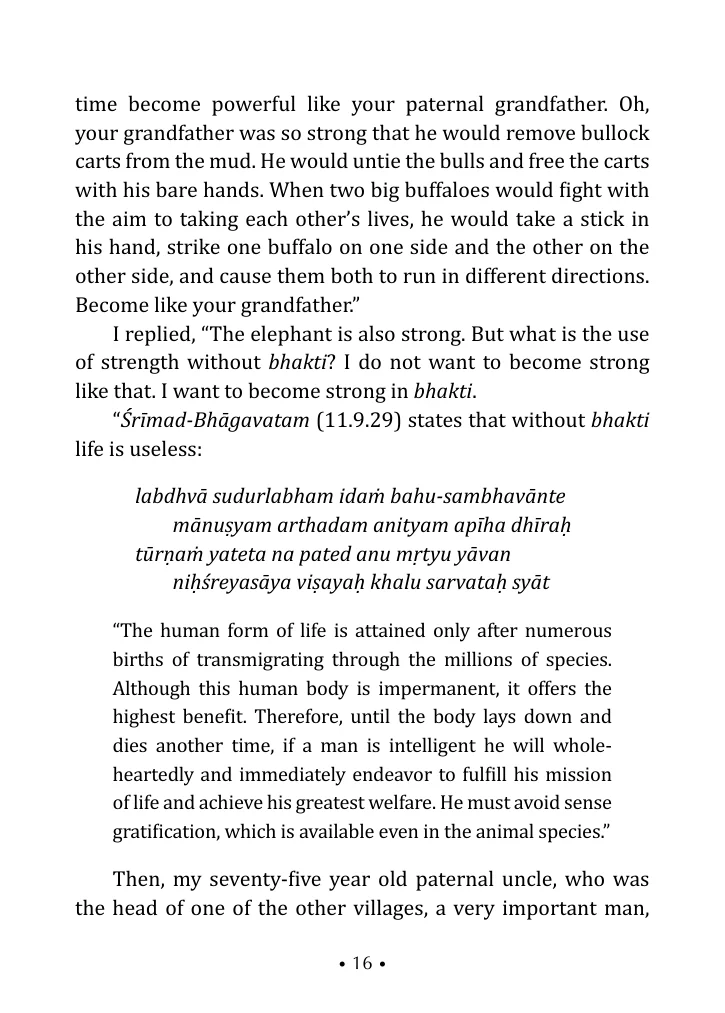 time become powerful like your paternal grandfather. Oh,
your grandfather was so strong that he would remove bullock
carts from the mud. He would untie the bulls and free the carts
with his bare hands. When two big buffaloes would fight with
the aim to taking each other’s lives, he would take a stick in
his hand, strike one buffalo on one side and the other on the
other side, and cause them both to run in different directions.
Become like your grandfather.”
I replied, “The elephant is also strong. But what is the use
of strength without bhakti? I do not want to become strong
like that. I want to become strong in bhakti.
“Śrīmad-Bhāgavatam (11.9.29) states that without bhakti
life is useless:
labdhvā sudurlabham idaṁ bahu-sambhavānte
mānuṣyam arthadam anityam apīha dhīraḥ
tūrṇaṁ yateta na pated anu mṛtyu yāvan
niḥśreyasāya viṣayaḥ khalu sarvataḥ syāt
“The human form of life is attained only after numerous
births of transmigrating through the millions of species.
Although this human body is impermanent, it offers the
highest benefit. Therefore, until the body lays down and
dies another time, if a man is intelligent he will whole-
heartedly and immediately endeavor to fulfill his mission
of life and achieve his greatest welfare. He must avoid sense
gratification, which is available even in the animal species.”
Then, my seventy-five year old paternal uncle, who was
the head of one of the other villages, a very important man,
• 16 •